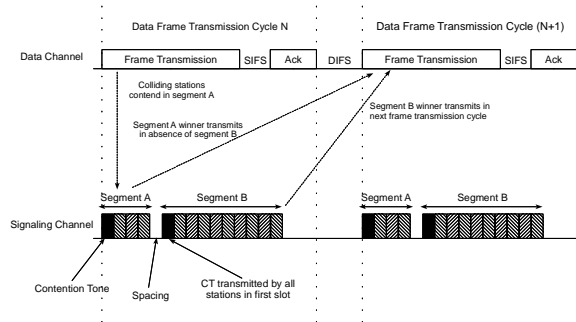 Data Frame Transmission Cycle N
Data Frame Transmission Cycle (N+1)
Data Channel
Frame Transmission
SIFS
Ack
DIFS
Frame Transmission
SIFS
Ack
Colliding stations
contend in segment A
Segment A winner transmits
in absence of segment B
Segment B winner transmits in
next frame transmission cycle
Segment A
Segment B
Segment A
Segment B
Signaling Channel
Contention Tone
Spacing
CT transmitted by all
stations in first slot